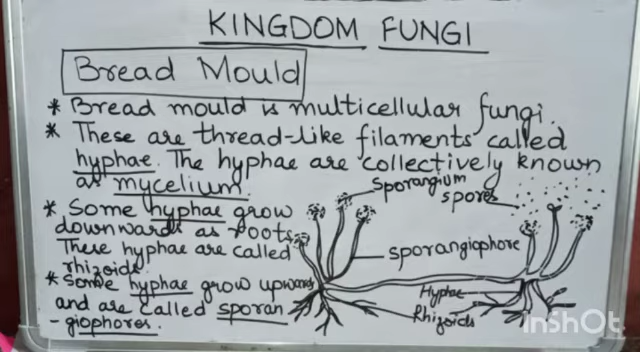 KINGDOM FUNGI
Bread Mould
* Bread mould is multicellular fungi.
* These are thread-like filaments called
hyphae. The hyphae are collectively known
as mycelium.
* Some hyphae grow
downwards as roots
These hyphae are called
rhizoids.
* Some hyphae grow upwards
and are called sporan
-giophores.
Sporangium
spores
sporangiophore
Hyphae
Rhizoids
InShOt